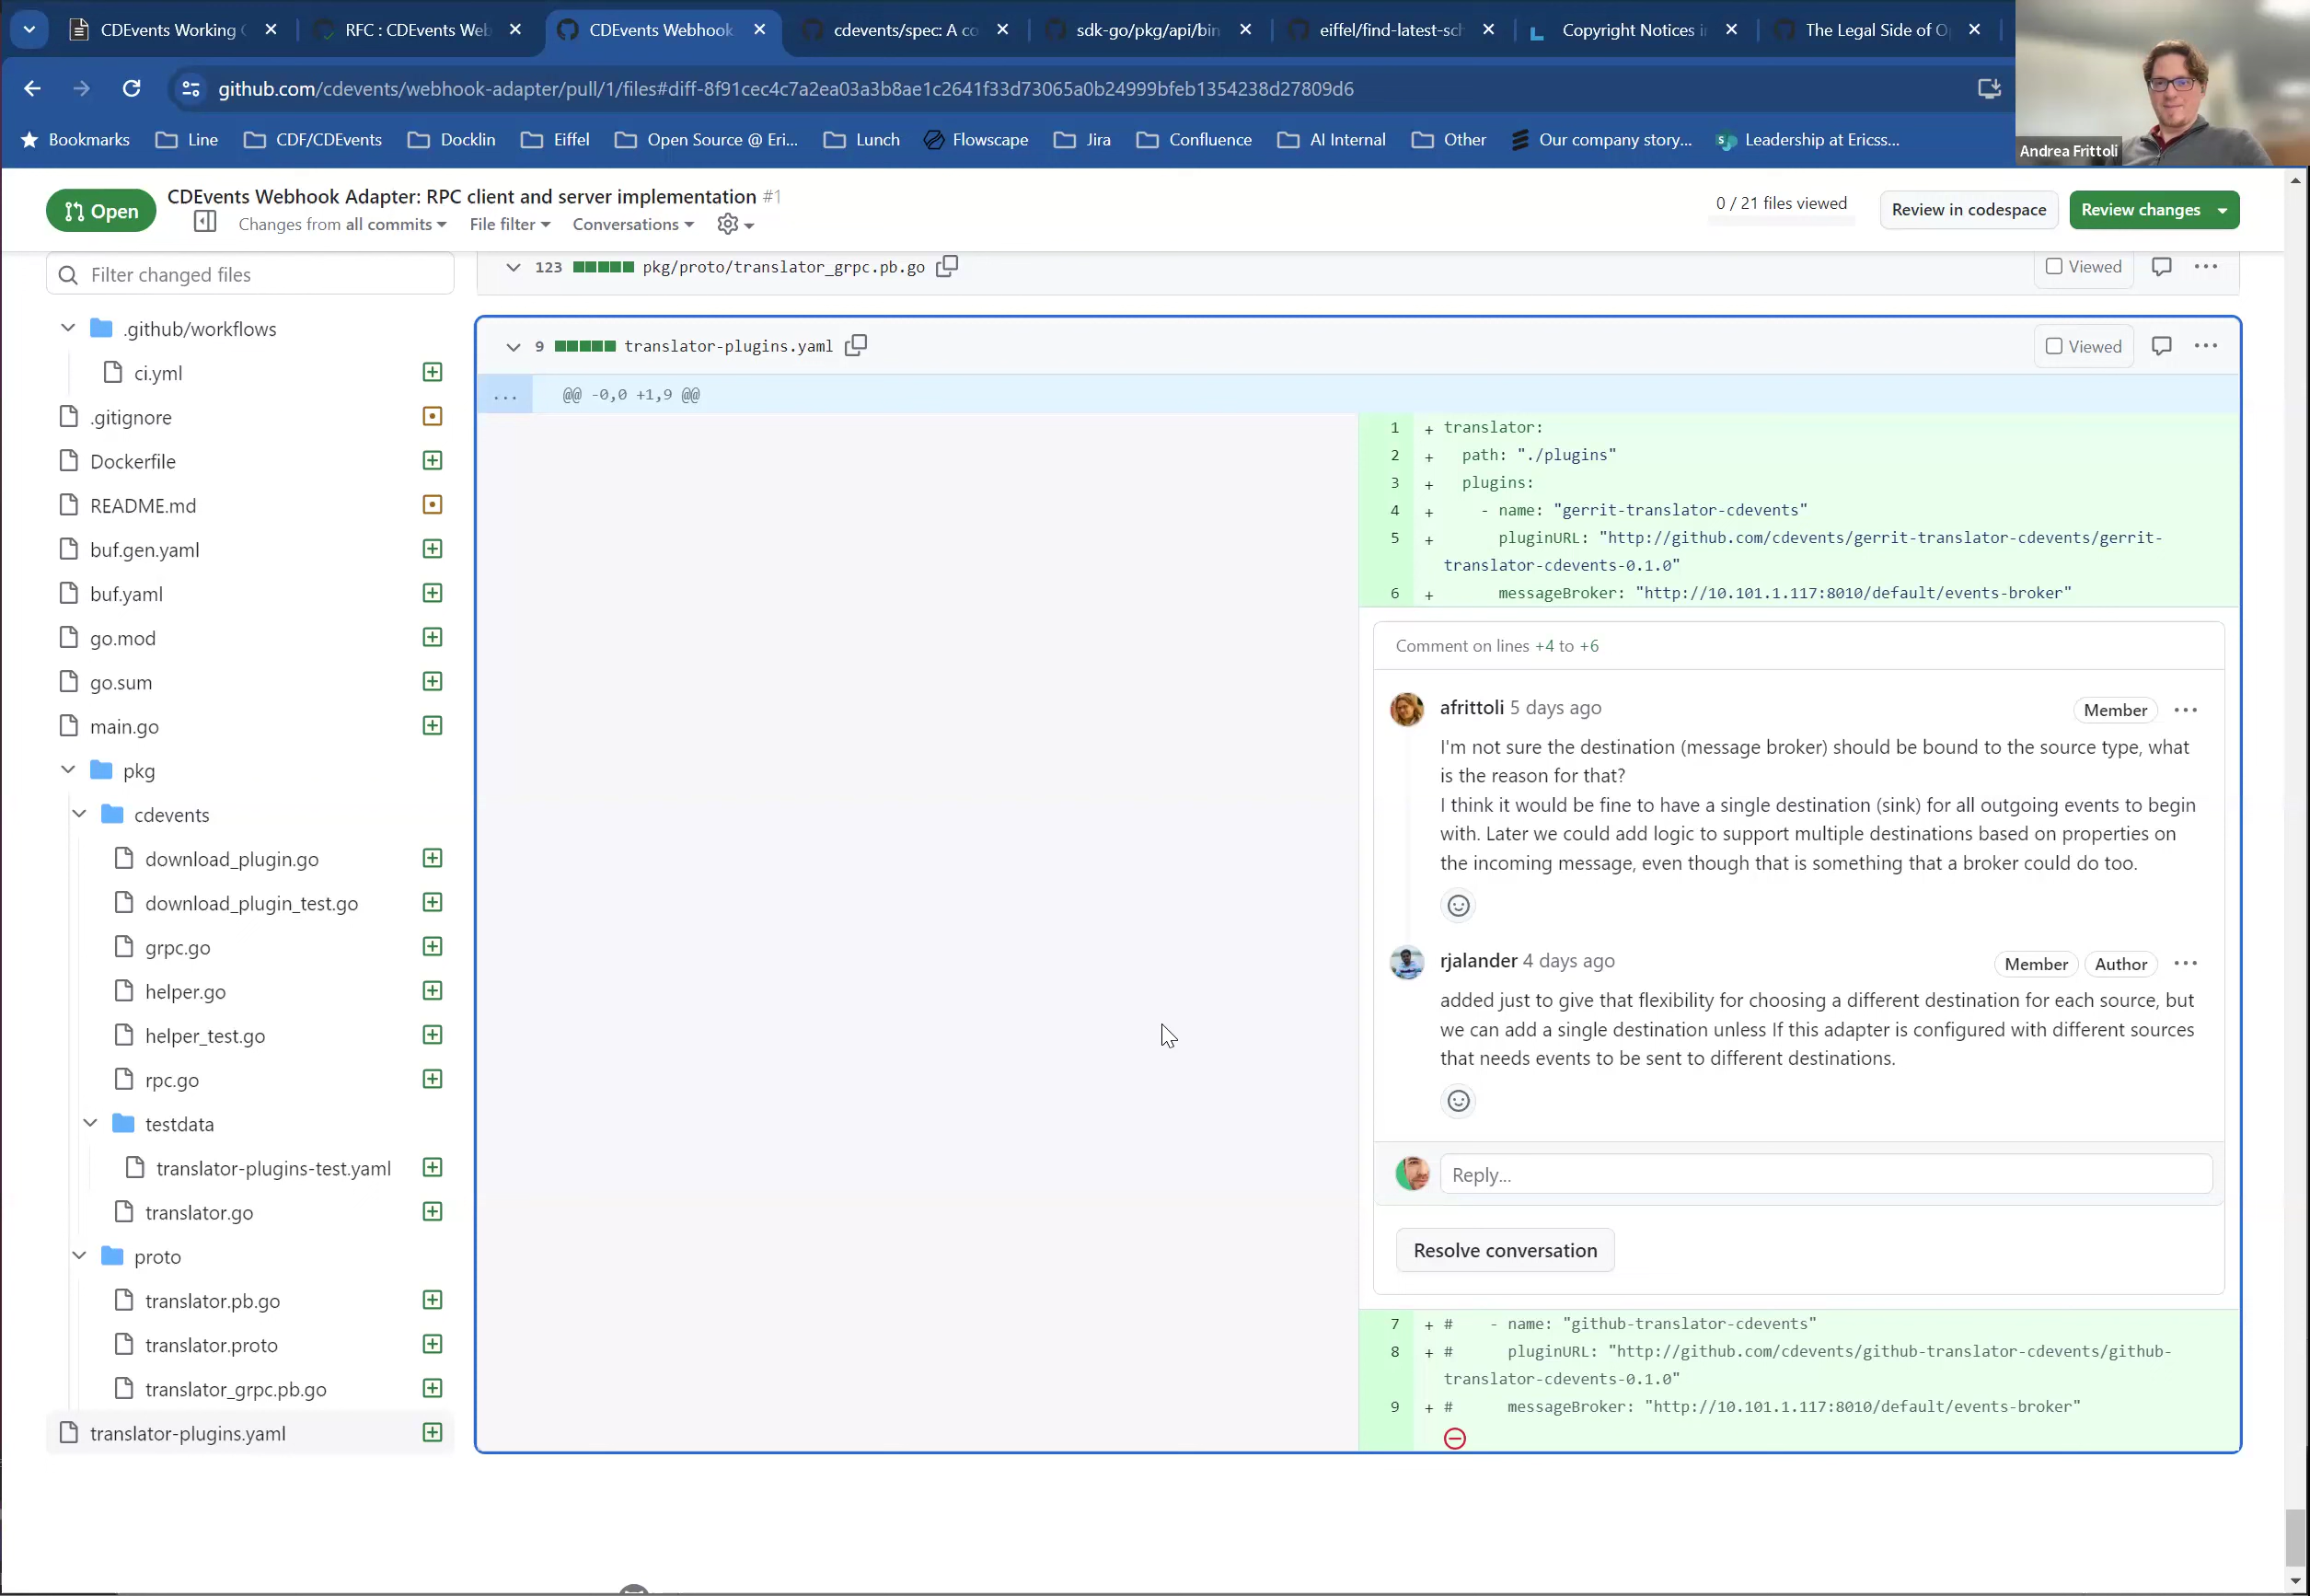 CDEvents Working
RFC : CDEvents Web
CDEvents Webhook
cdevents/spec: A co
sdk-go/pkg/api/bin
eiffel/find-latest-sch
Copyright Notices i
The Legal Side of O
github.com/cdevents/webhook-adapter/pull/1/files#diff-8f91cec4c7a2ea03a3b8ae1c2641f33d73065a0b24999bfeb1354238d27809d6
Bookmarks
Line
CDF/CDEvents
Docklin
Eiffel
Open Source @ Eri...
Lunch
Flowscape
Jira
Confluence
AI Internal
Other
Our company story...
Leadership at Ericss...
Andrea Frittoli
Open
CDEvents Webhook Adapter: RPC client and server implementation #1
Changes from all commits
File filter
Conversations
0 / 21 files viewed
Review in codespace
Review changes
Filter changed files
.github/workflows
ci.yml
.gitignore
Dockerfile
README.md
buf.gen.yaml
buf.yaml
go.mod
go.sum
main.go
pkg
cdevents
download_plugin.go
download_plugin_test.go
grpc.go
helper.go
helper_test.go
rpc.go
testdata
translator-plugins-test.yaml
translator.go
proto
translator.pb.go
translator.proto
translator_grpc.pb.go
translator-plugins.yaml
123 pkg/proto/translator_grpc.pb.go
Viewed
9 translator-plugins.yaml
Viewed
... @@ -0,0 +1,9 @@
1 + translator:
2 + path: "./plugins"
3 + plugins:
4 + - name: "gerrit-translator-cdevents"
5 + pluginURL: "http://github.com/cdevents/gerrit-translator-cdevents/gerrit-
translator-cdevents-0.1.0"
6 + messageBroker: "http://10.101.1.117:8010/default/events-broker"
Comment on lines +4 to +6
afrittoli 5 days ago
Member
I'm not sure the destination (message broker) should be bound to the source type, what
is the reason for that?
I think it would be fine to have a single destination (sink) for all outgoing events to begin
with. Later we could add logic to support multiple destinations based on properties on
the incoming message, even though that is something that a broker could do too.
rjalander 4 days ago
Member
Author
added just to give that flexibility for choosing a different destination for each source, but
we can add a single destination unless If this adapter is configured with different sources
that needs events to be sent to different destinations.
Reply...
Resolve conversation
7 + # - name: "github-translator-cdevents"
8 + # pluginURL: "http://github.com/cdevents/github-translator-cdevents/github-
translator-cdevents-0.1.0"
9 + # messageBroker: "http://10.101.1.117:8010/default/events-broker"